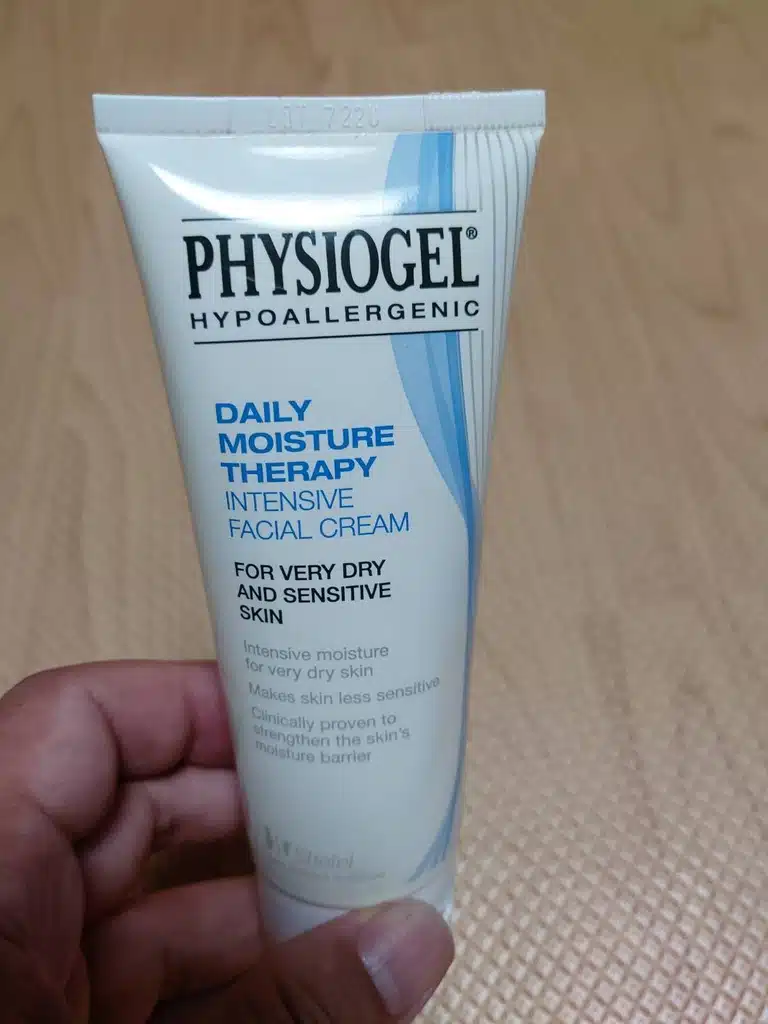 PHYSIOGEL®
HYPOALLERGENIC
DAILY
MOISTURE
THERAPY
INTENSIVE
FACIAL CREAM
FOR VERY DRY
AND SENSITIVE
SKIN
Intensive moisture
for very dry skin
Makes skin less sensitive
Clinically proven to
strengthen the skin's
moisture barrier